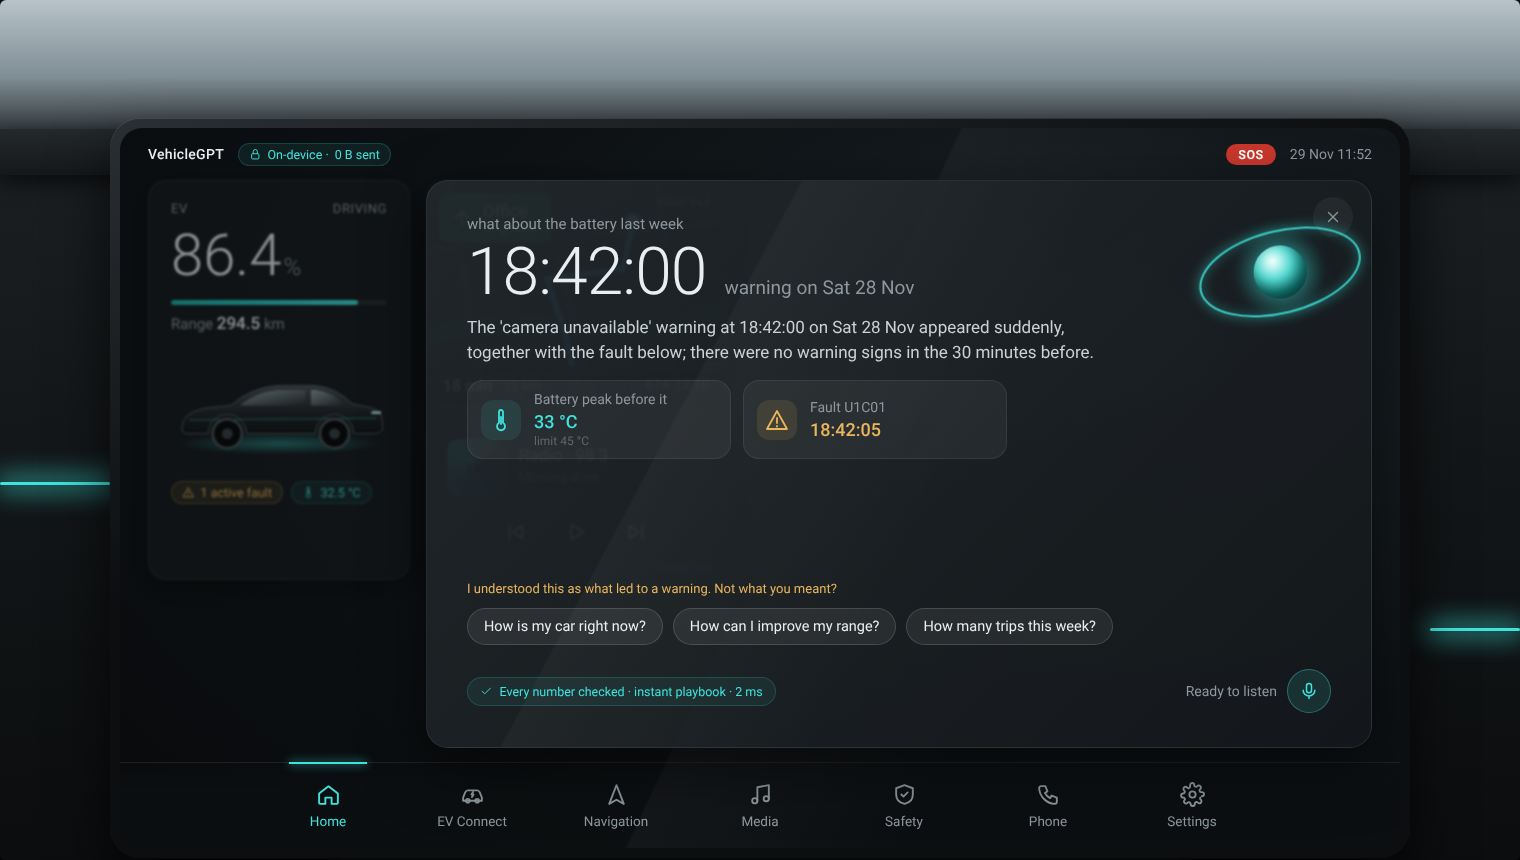 VehicleGPT
On-device · 0 B sent
SOS
29 Nov 11:52
EV
DRIVING
86.4%
Range 294.5 km
1 active fault
32.5 °C
what about the battery last week
18:42:00 warning on Sat 28 Nov
The 'camera unavailable' warning at 18:42:00 on Sat 28 Nov appeared suddenly,
together with the fault below; there were no warning signs in the 30 minutes before.
Battery peak before it
33 °C
limit 45 °C
Fault U1C01
18:42:05
I understood this as what led to a warning. Not what you meant?
How is my car right now?
How can I improve my range?
How many trips this week?
Every number checked · instant playbook · 2 ms
Ready to listen
Home
EV Connect
Navigation
Media
Safety
Phone
Settings